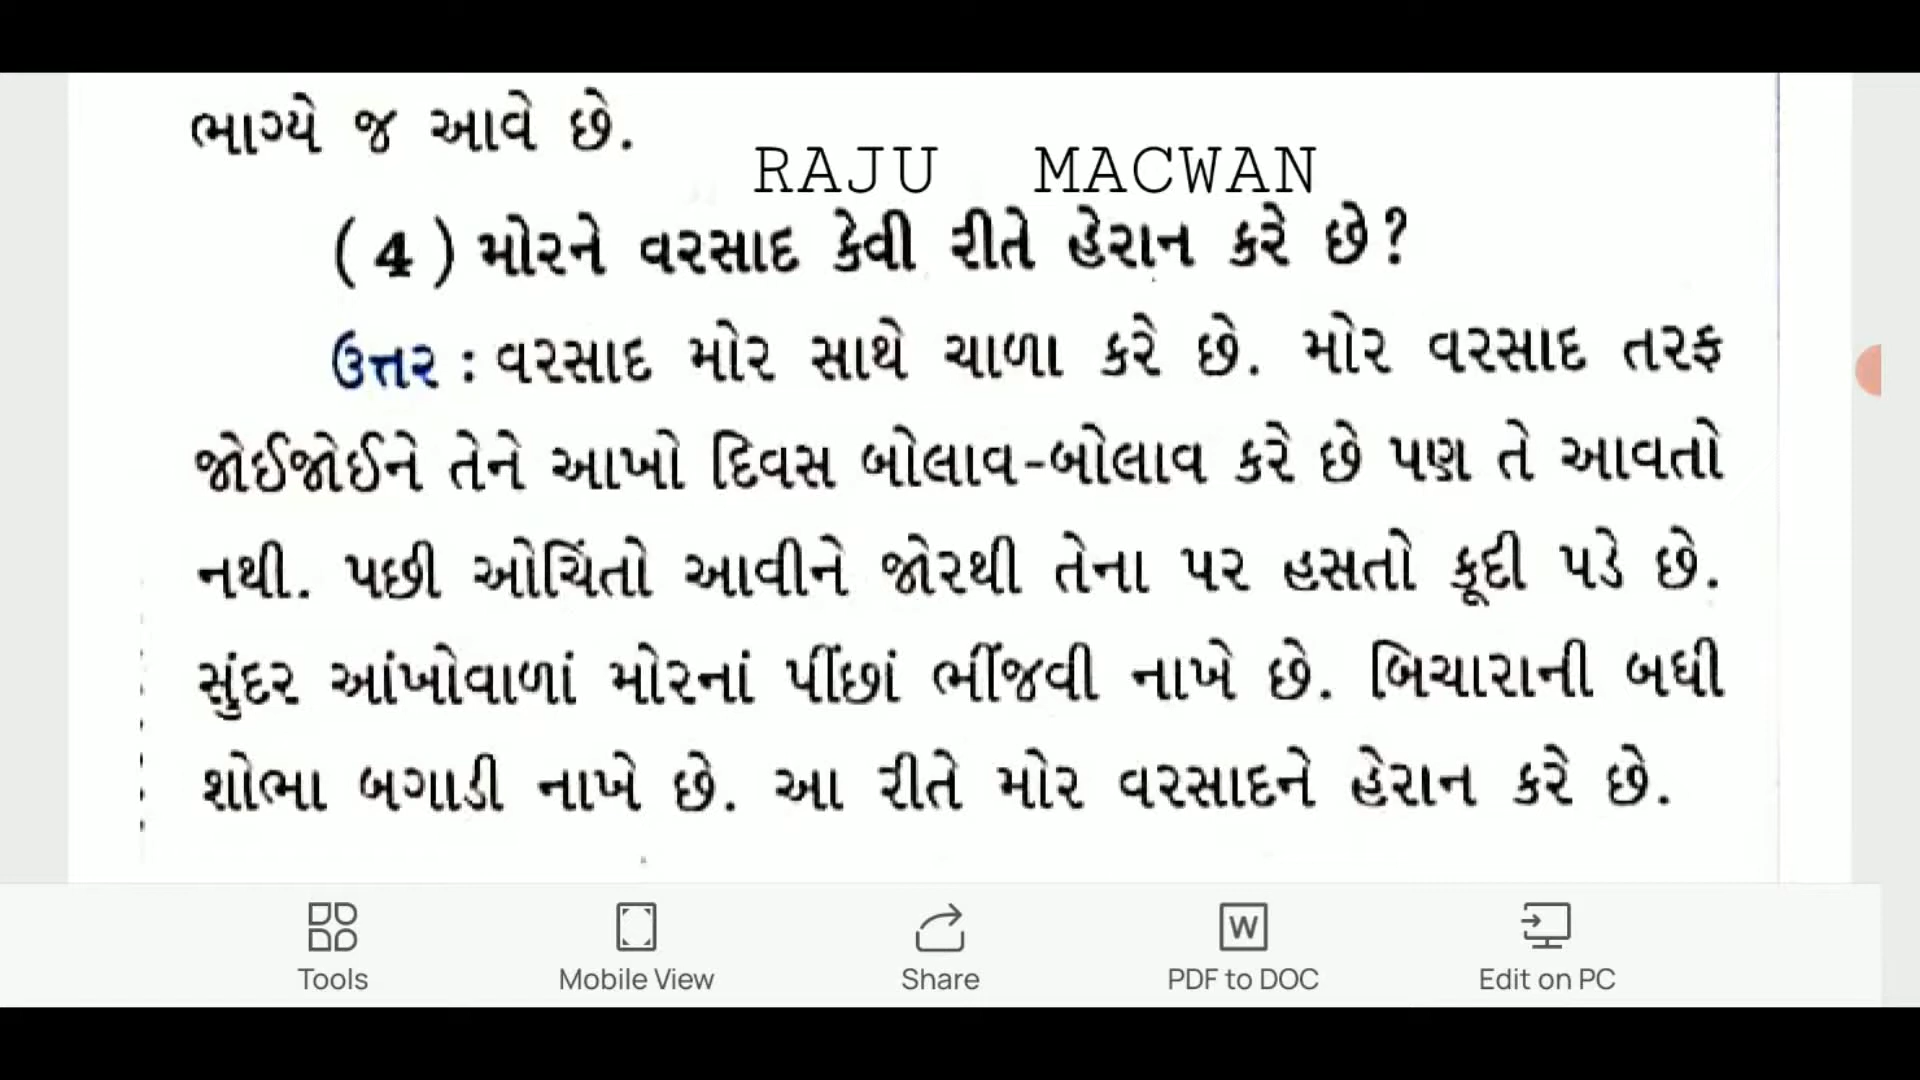 ભાગ્યે જ આવે છે.
RAJU MACWAN
(4) મોરને વરસાદ કેવી રીતે હેરાન કરે છે?
ઉત્તર : વરસાદ મોર સાથે ચાળા કરે છે. મોર વરસાદ તરફ
જોઈજોઈને તેને આખો દિવસ બોલાવ-બોલાવ કરે છે પણ તે આવતો
નથી. પછી ઓચિંતો આવીને જોરથી તેના પર હસતો કૂદી પડે છે.
સુંદર આંખોવાળાં મોરનાં પીંછાં ભીંજવી નાખે છે. બિચારાની બધી
શોભા બગાડી નાખે છે. આ રીતે મોર વરસાદને હેરાન કરે છે.
Tools Mobile View Share PDF to DOC Edit on PC